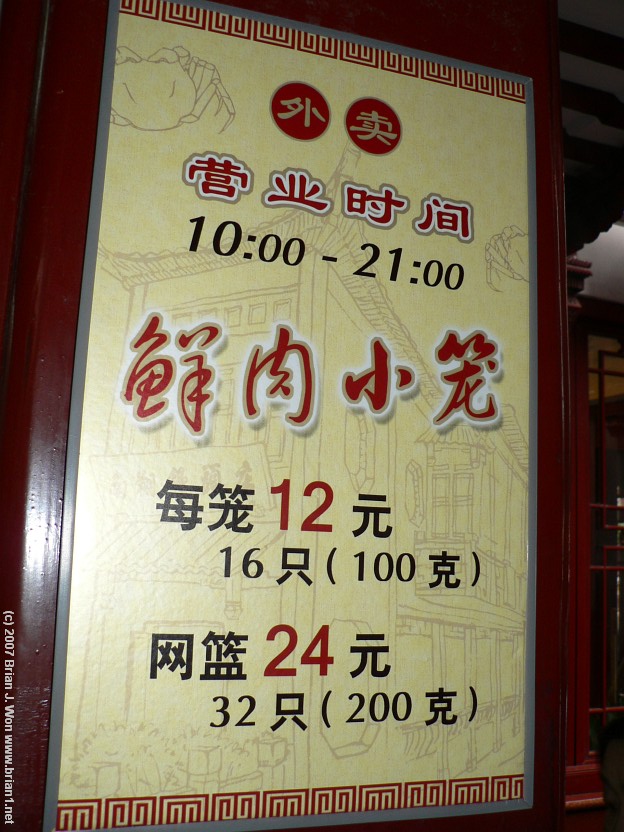 外卖
营业时间
10:00 - 21:00
鲜肉小笼
每笼 12 元
16 只(100 克)
网篮 24 元
32 只(200 克)
(c) 2007 Brian J. Won www.brian1.net